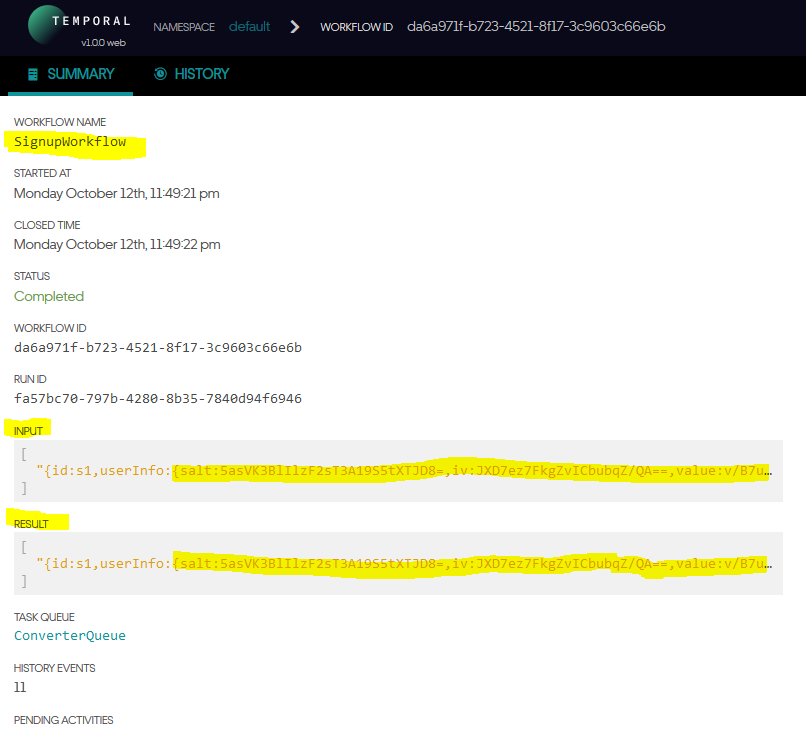 TEMPORAL
v1.0.0 web
NAMESPACE default WORKFLOW ID da6a971f-b723-4521-8f17-3c9603c66e6b
SUMMARY HISTORY
WORKFLOW NAME
SignupWorkflow
STARTED AT
Monday October 12th, 11:49:21 pm
CLOSED TIME
Monday October 12th, 11:49:22 pm
STATUS
Completed
WORKFLOW ID
da6a971f-b723-4521-8f17-3c9603c66e6b
RUN ID
fa57bc70-797b-4280-8b35-7840d94f6946
INPUT
[
"{id:s1,userInfo:{salt:5asVK3BlIlzF2sT3A19S5tXTJD8=,iv:JXD7ez7FkgZvICbubqZ/QA==,value:v/B7u…
]
RESULT
[
"{id:s1,userInfo:{salt:5asVK3BlIlzF2sT3A19S5tXTJD8=,iv:JXD7ez7FkgZvICbubqZ/QA==,value:v/B7u…
]
TASK QUEUE
ConverterQueue
HISTORY EVENTS
11
PENDING ACTIVITIES